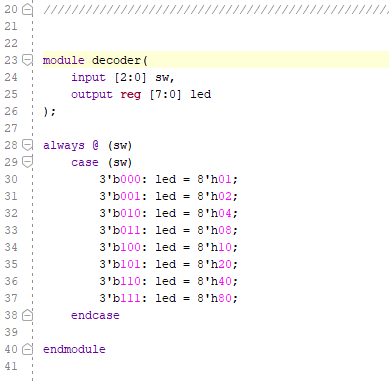 20 //////////////////////////////////////////////////
21
22
23 module decoder(
24 input [2:0] sw,
25 output reg [7:0] led
26 );
27
28 always @ (sw)
29 case (sw)
30 3'b000: led = 8'h01;
31 3'b001: led = 8'h02;
32 3'b010: led = 8'h04;
33 3'b011: led = 8'h08;
34 3'b100: led = 8'h10;
35 3'b101: led = 8'h20;
36 3'b110: led = 8'h40;
37 3'b111: led = 8'h80;
38 endcase
39
40 endmodule
41